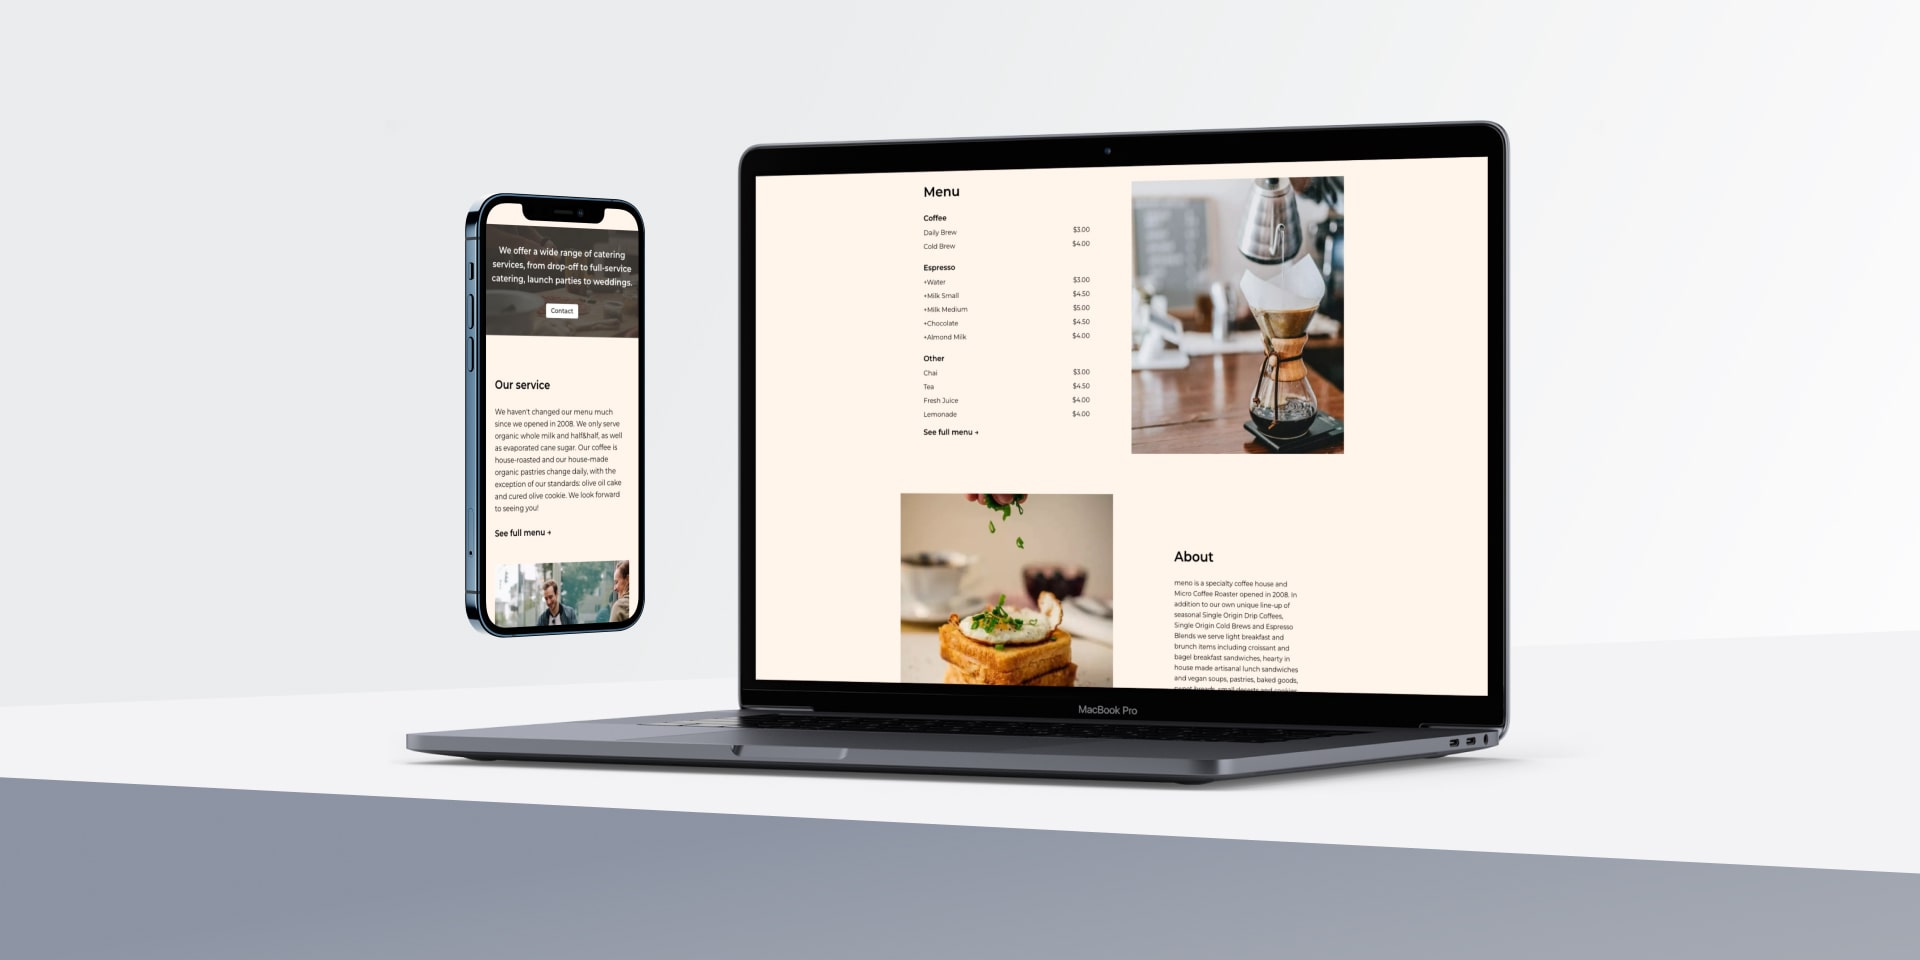 We offer a wide range of catering
services, from drop-off to full-service
catering, launch parties to weddings.
Contact
Our service
We haven't changed our menu much
since we opened in 2008. We only serve
organic whole milk and half&half, as well
as evaporated cane sugar. Our coffee is
house-roasted and our house-made
organic pastries change daily, with the
exception of our standards: olive oil cake
and cured olive cookie. We look forward
to seeing you!
See full menu →
Menu
Coffee
Daily Brew $3.00
Cold Brew $4.00
Espresso
+Water $3.00
+Milk Small $4.50
+Milk Medium $5.00
+Chocolate $4.50
+Almond Milk $4.00
Other
Chai $3.00
Tea $4.50
Fresh Juice $4.00
Lemonade $4.00
See full menu →
About
meno is a specialty coffee house and
Micro Coffee Roaster opened in 2008. In
addition to our own unique line-up of
seasonal Single Origin Drip Coffees,
Single Origin Cold Brews and Espresso
Blends we serve light breakfast and
brunch items including croissant and
bagel breakfast sandwiches, hearty in
house made artisanal lunch sandwiches
and vegan soups, pastries, baked goods,
MacBook Pro